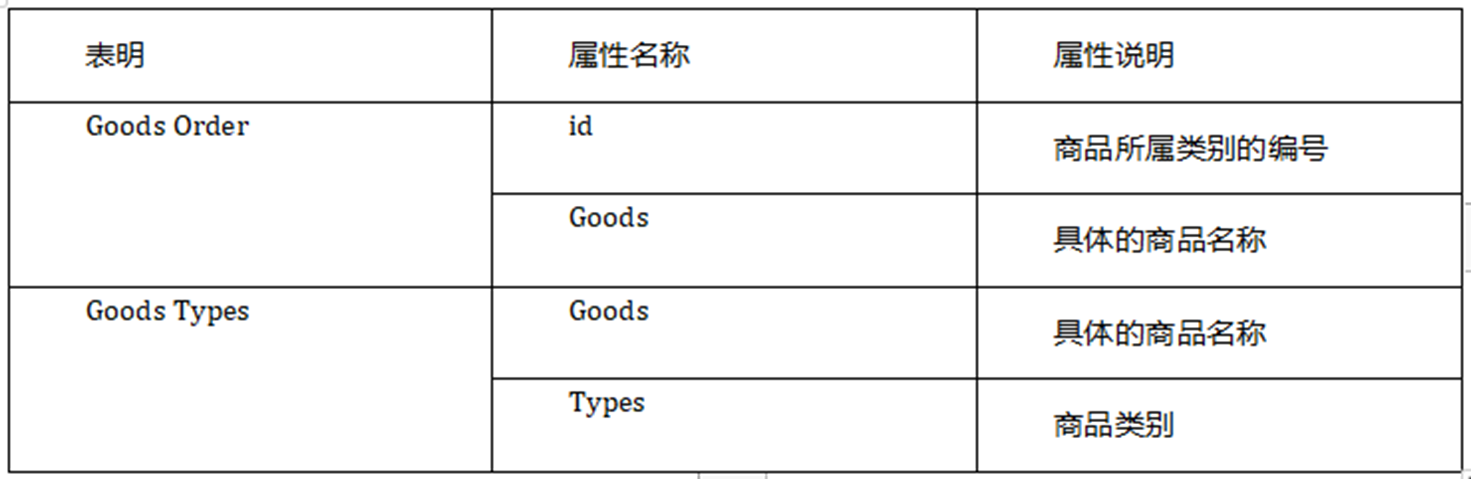 表明 属性名称 属性说明
Goods Order id 商品所属类别的编号
Goods 具体的商品名称
Goods Types Goods 具体的商品名称
Types 商品类别